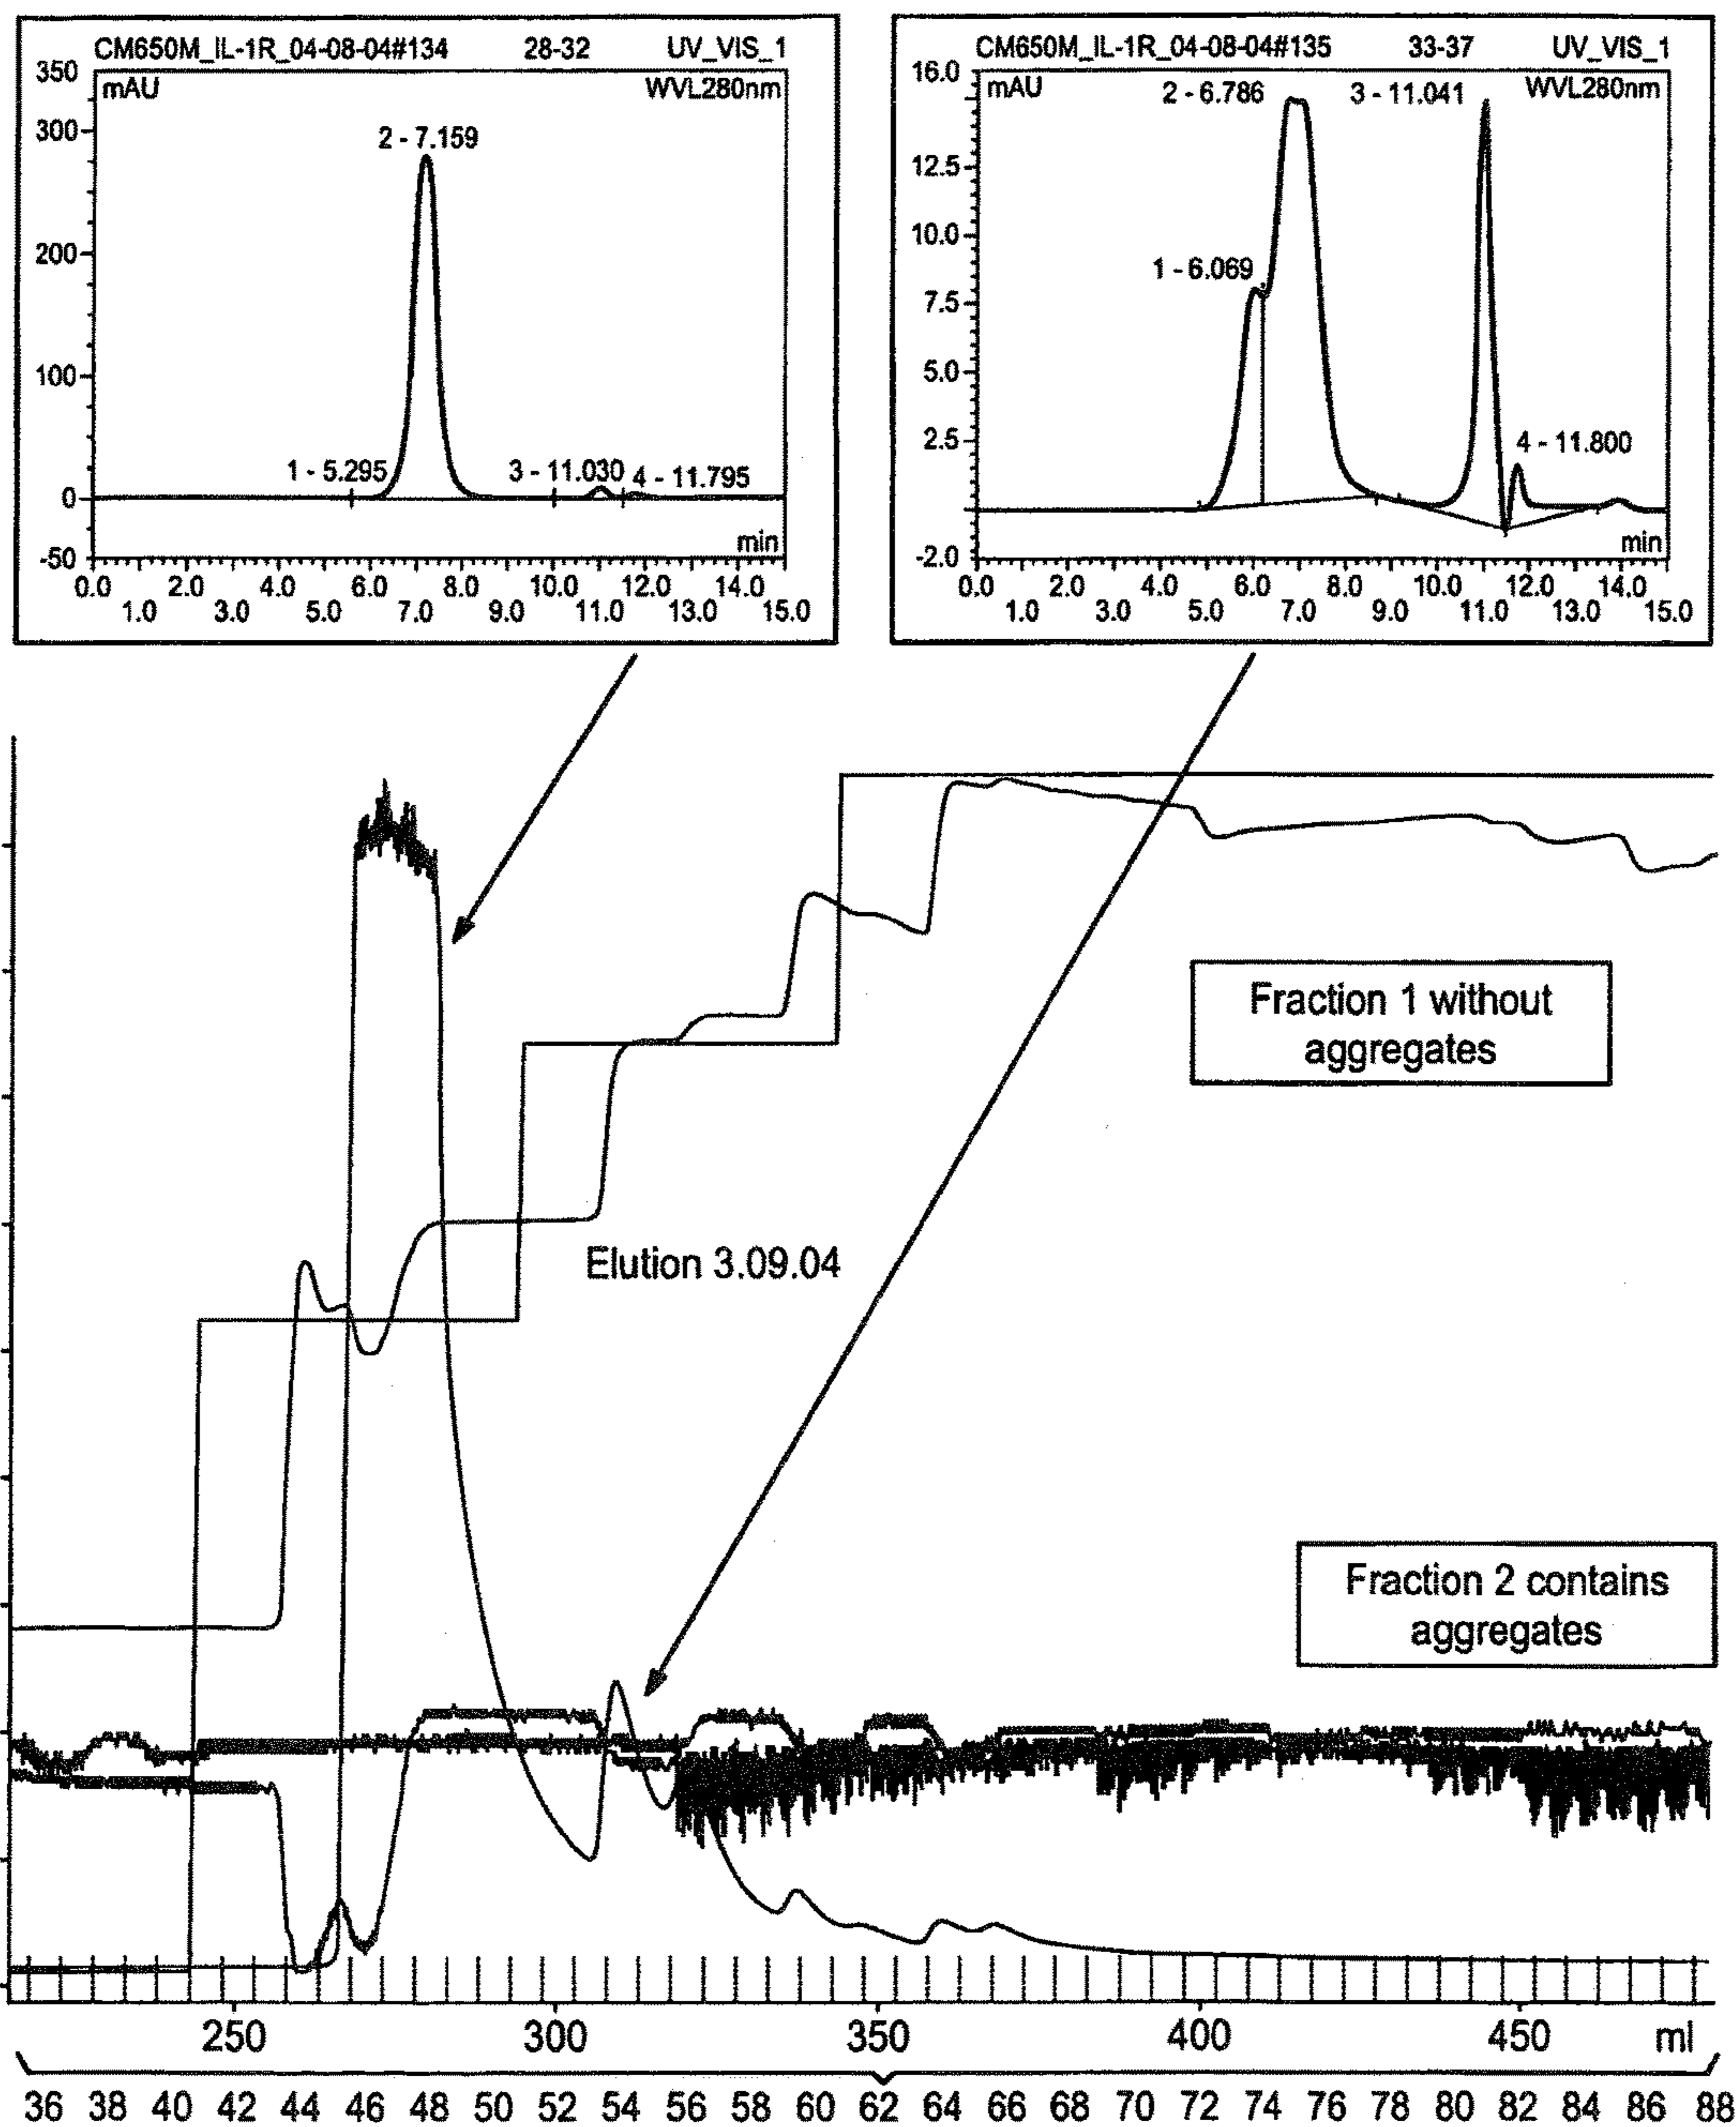 CM650M_IL-1R_04-08-04#134 28-32 UV_VIS_1
350
mAU
WVL280nm
300
2 - 7.159
200
100
1 - 5.295
3 - 11.030
4 - 11.795
0
-50
min
0.0 2.0 4.0 6.0 8.0 10.0 12.0 14.0
1.0 3.0 5.0 7.0 9.0 11.0 13.0 15.0
CM650M_IL-1R_04-08-04#135 33-37 UV_VIS_1
16.0
mAU
2 - 6.786
3 - 11.041
WVL280nm
12.5
10.0
1 - 6.069
7.5
5.0
2.5
4 - 11.800
-2.0
min
0.0 2.0 4.0 6.0 8.0 10.0 12.0 14.0
1.0 3.0 5.0 7.0 9.0 11.0 13.0 15.0
Fraction 1 without
aggregates
Elution 3.09.04
Fraction 2 contains
aggregates
250 300 350 400 450 ml
36 38 40 42 44 46 48 50 52 54 56 58 60 62 64 66 68 70 72 74 76 78 80 82 84 86 88